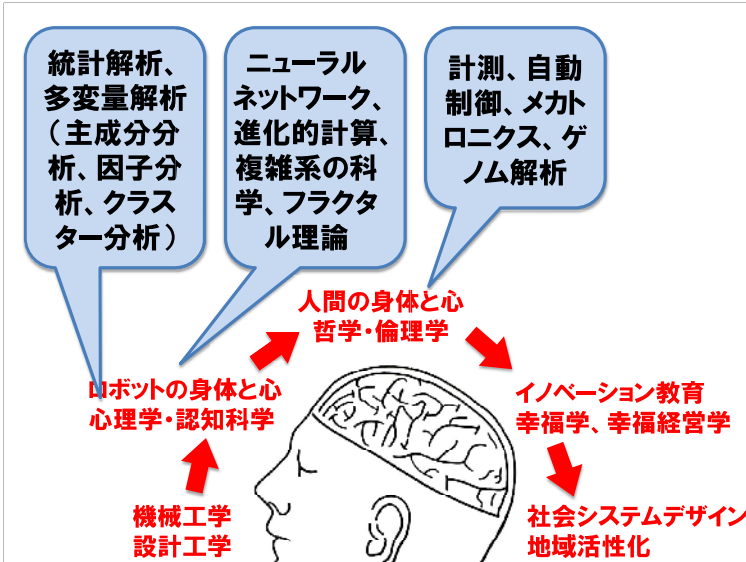 統計解析、
多変量解析
（主成分分
析、因子分
析、クラス
ター分析）
ニューラル
ネットワーク、
進化的計算、
複雑系の科
学、フラクタ
ル理論
計測、自動
制御、メカト
ロニクス、ゲ
ノム解析
人間の身体と心
哲学・倫理学
ロボットの身体と心
心理学・認知科学
イノベーション教育
幸福学、幸福経営学
機械工学
設計工学
社会システムデザイン
地域活性化